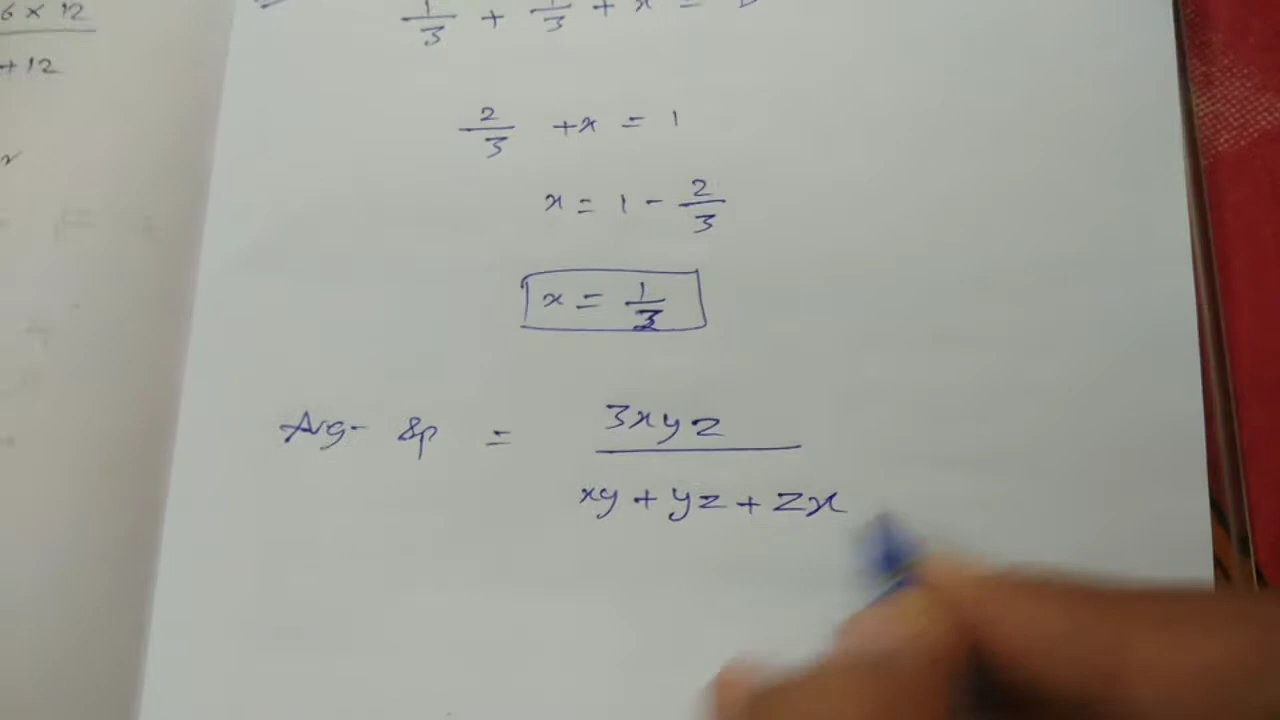 6 × 12
+12
1/3 + 1/3 + x =
2/3 + x = 1
x = 1 - 2/3
x = 1/3
Avg- Sp = 3xyz / xy + yz + zx